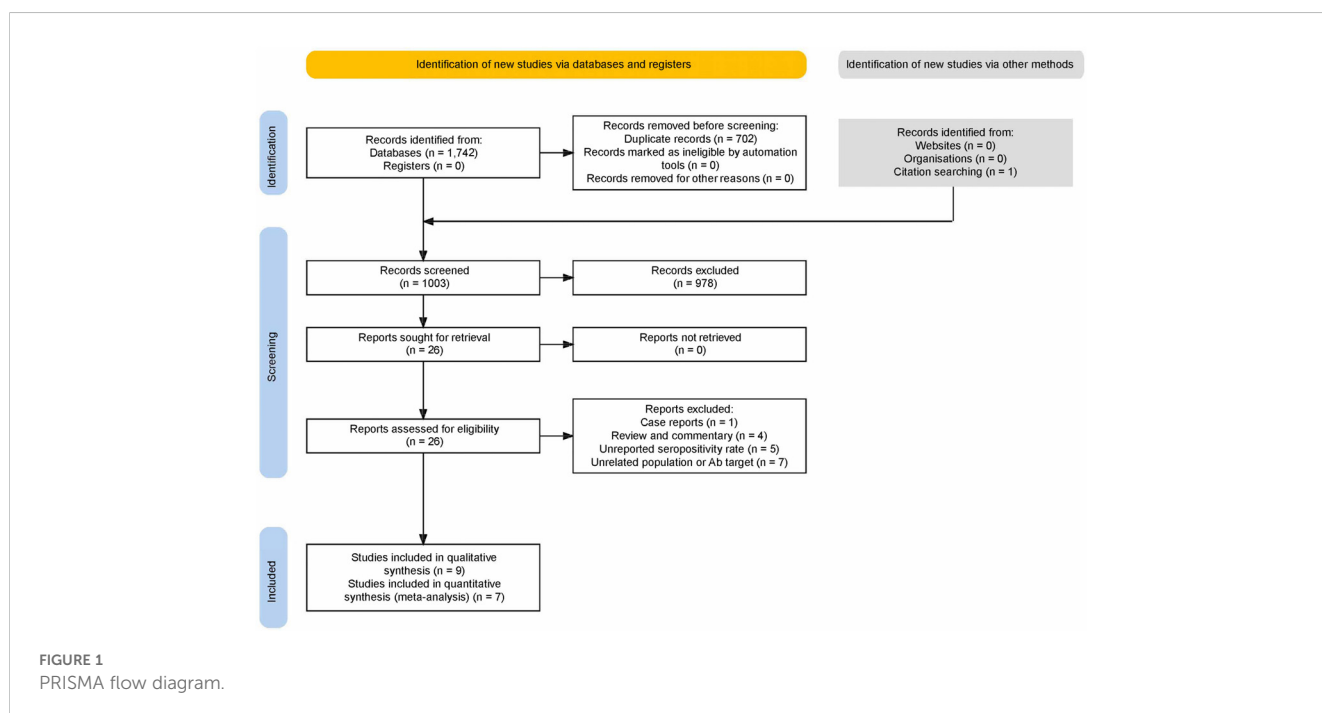 Identification of new studies via databases and registers
Identification of new studies via other methods
Identification
Records identified from:
Databases (n = 1,742)
Registers (n = 0)
Records removed before screening:
Duplicate records (n = 702)
Records marked as ineligible by automation
tools (n = 0)
Records removed for other reasons (n = 0)
Records identified from:
Websites (n = 0)
Organisations (n = 0)
Citation searching (n = 1)
Screening
Records screened
(n = 1003)
Records excluded
(n = 978)
Reports sought for retrieval
(n = 26)
Reports not retrieved
(n = 0)
Reports assessed for eligibility
(n = 26)
Reports excluded:
Case reports (n = 1)
Review and commentary (n = 4)
Unreported seropositivity rate (n = 5)
Unrelated population or Ab target (n = 7)
Included
Studies included in qualitative
synthesis (n = 9)
Studies included in quantitative
synthesis (meta-analysis) (n = 7)
FIGURE 1
PRISMA flow diagram.